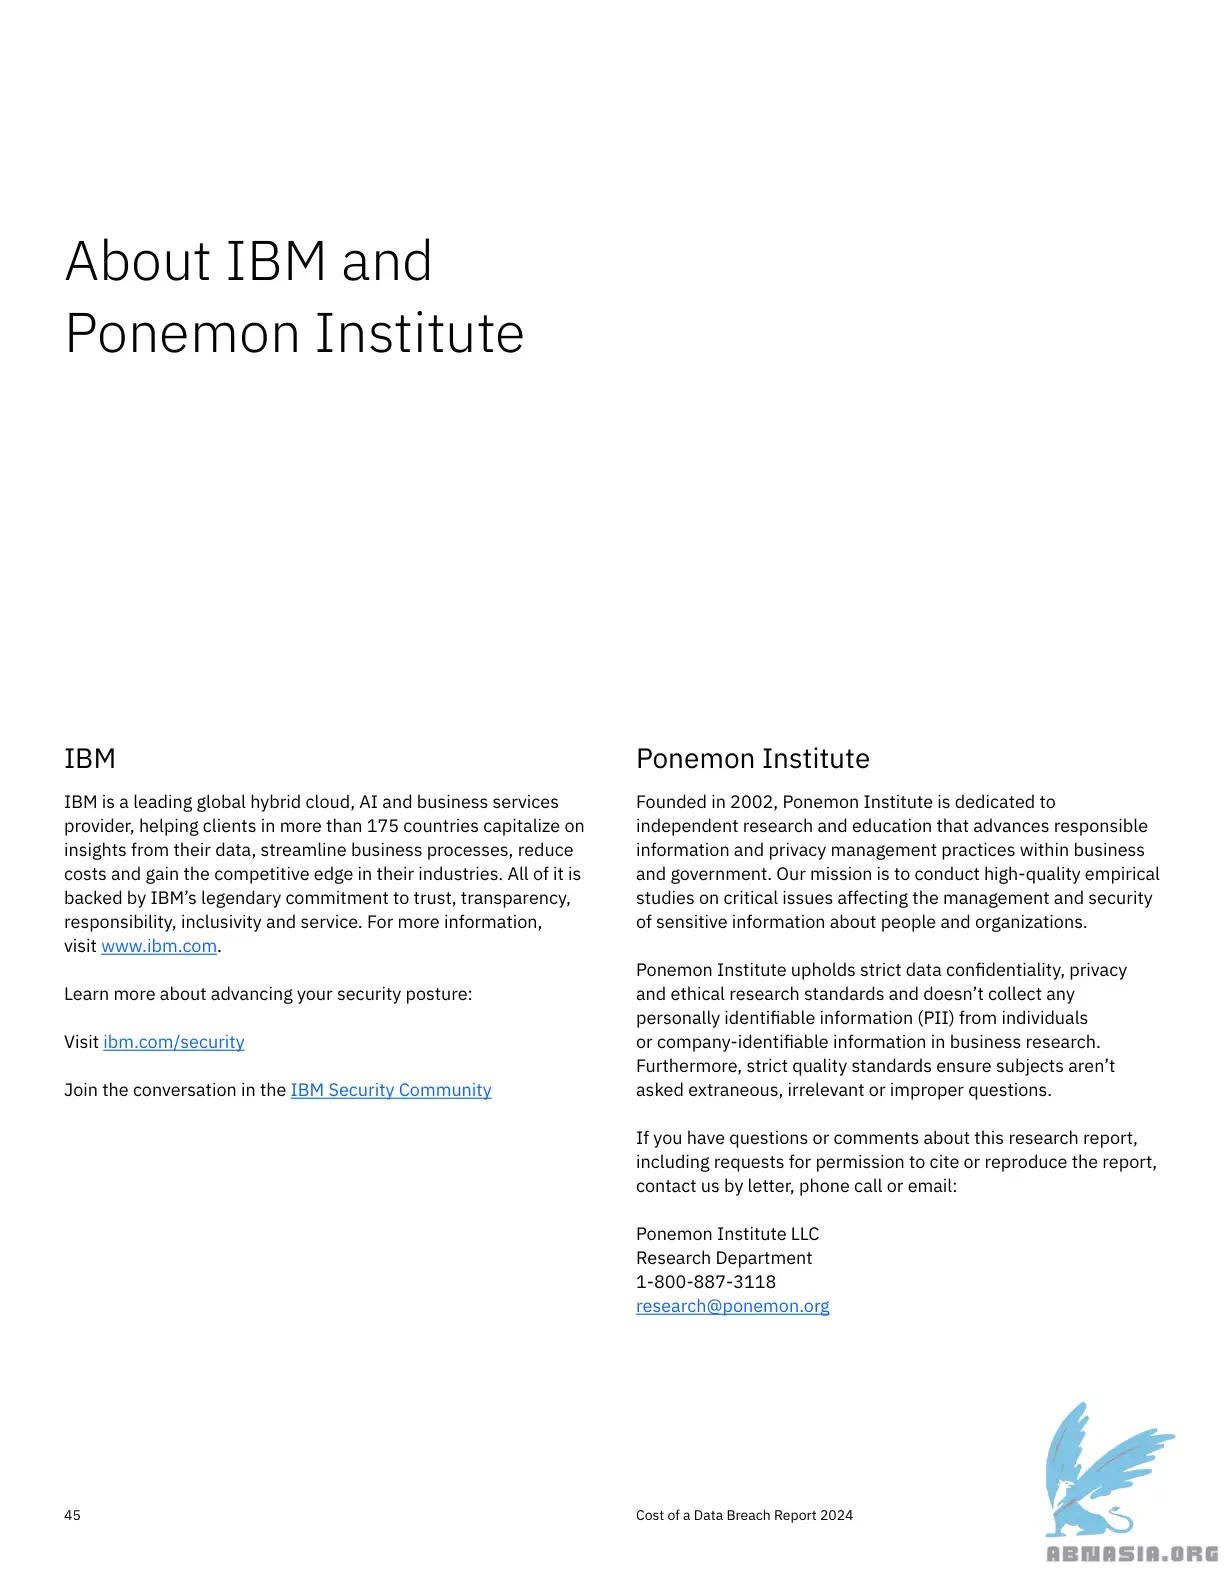 About IBM and
Ponemon Institute
IBM
IBM is a leading global hybrid cloud, AI and business services
provider, helping clients in more than 175 countries capitalize on
insights from their data, streamline business processes, reduce
costs and gain the competitive edge in their industries. All of it is
backed by IBM’s legendary commitment to trust, transparency,
responsibility, inclusivity and service. For more information,
visit www.ibm.com.
Learn more about advancing your security posture:
Visit ibm.com/security
Join the conversation in the IBM Security Community
Ponemon Institute
Founded in 2002, Ponemon Institute is dedicated to
independent research and education that advances responsible
information and privacy management practices within business
and government. Our mission is to conduct high-quality empirical
studies on critical issues affecting the management and security
of sensitive information about people and organizations.
Ponemon Institute upholds strict data confidentiality, privacy
and ethical research standards and doesn’t collect any
personally identifiable information (PII) from individuals
or company-identifiable information in business research.
Furthermore, strict quality standards ensure subjects aren’t
asked extraneous, irrelevant or improper questions.
If you have questions or comments about this research report,
including requests for permission to cite or reproduce the report,
contact us by letter, phone call or email:
Ponemon Institute LLC
Research Department
1-800-887-3118
research@ponemon.org
45
Cost of a Data Breach Report 2024
ABNASIA.ORG